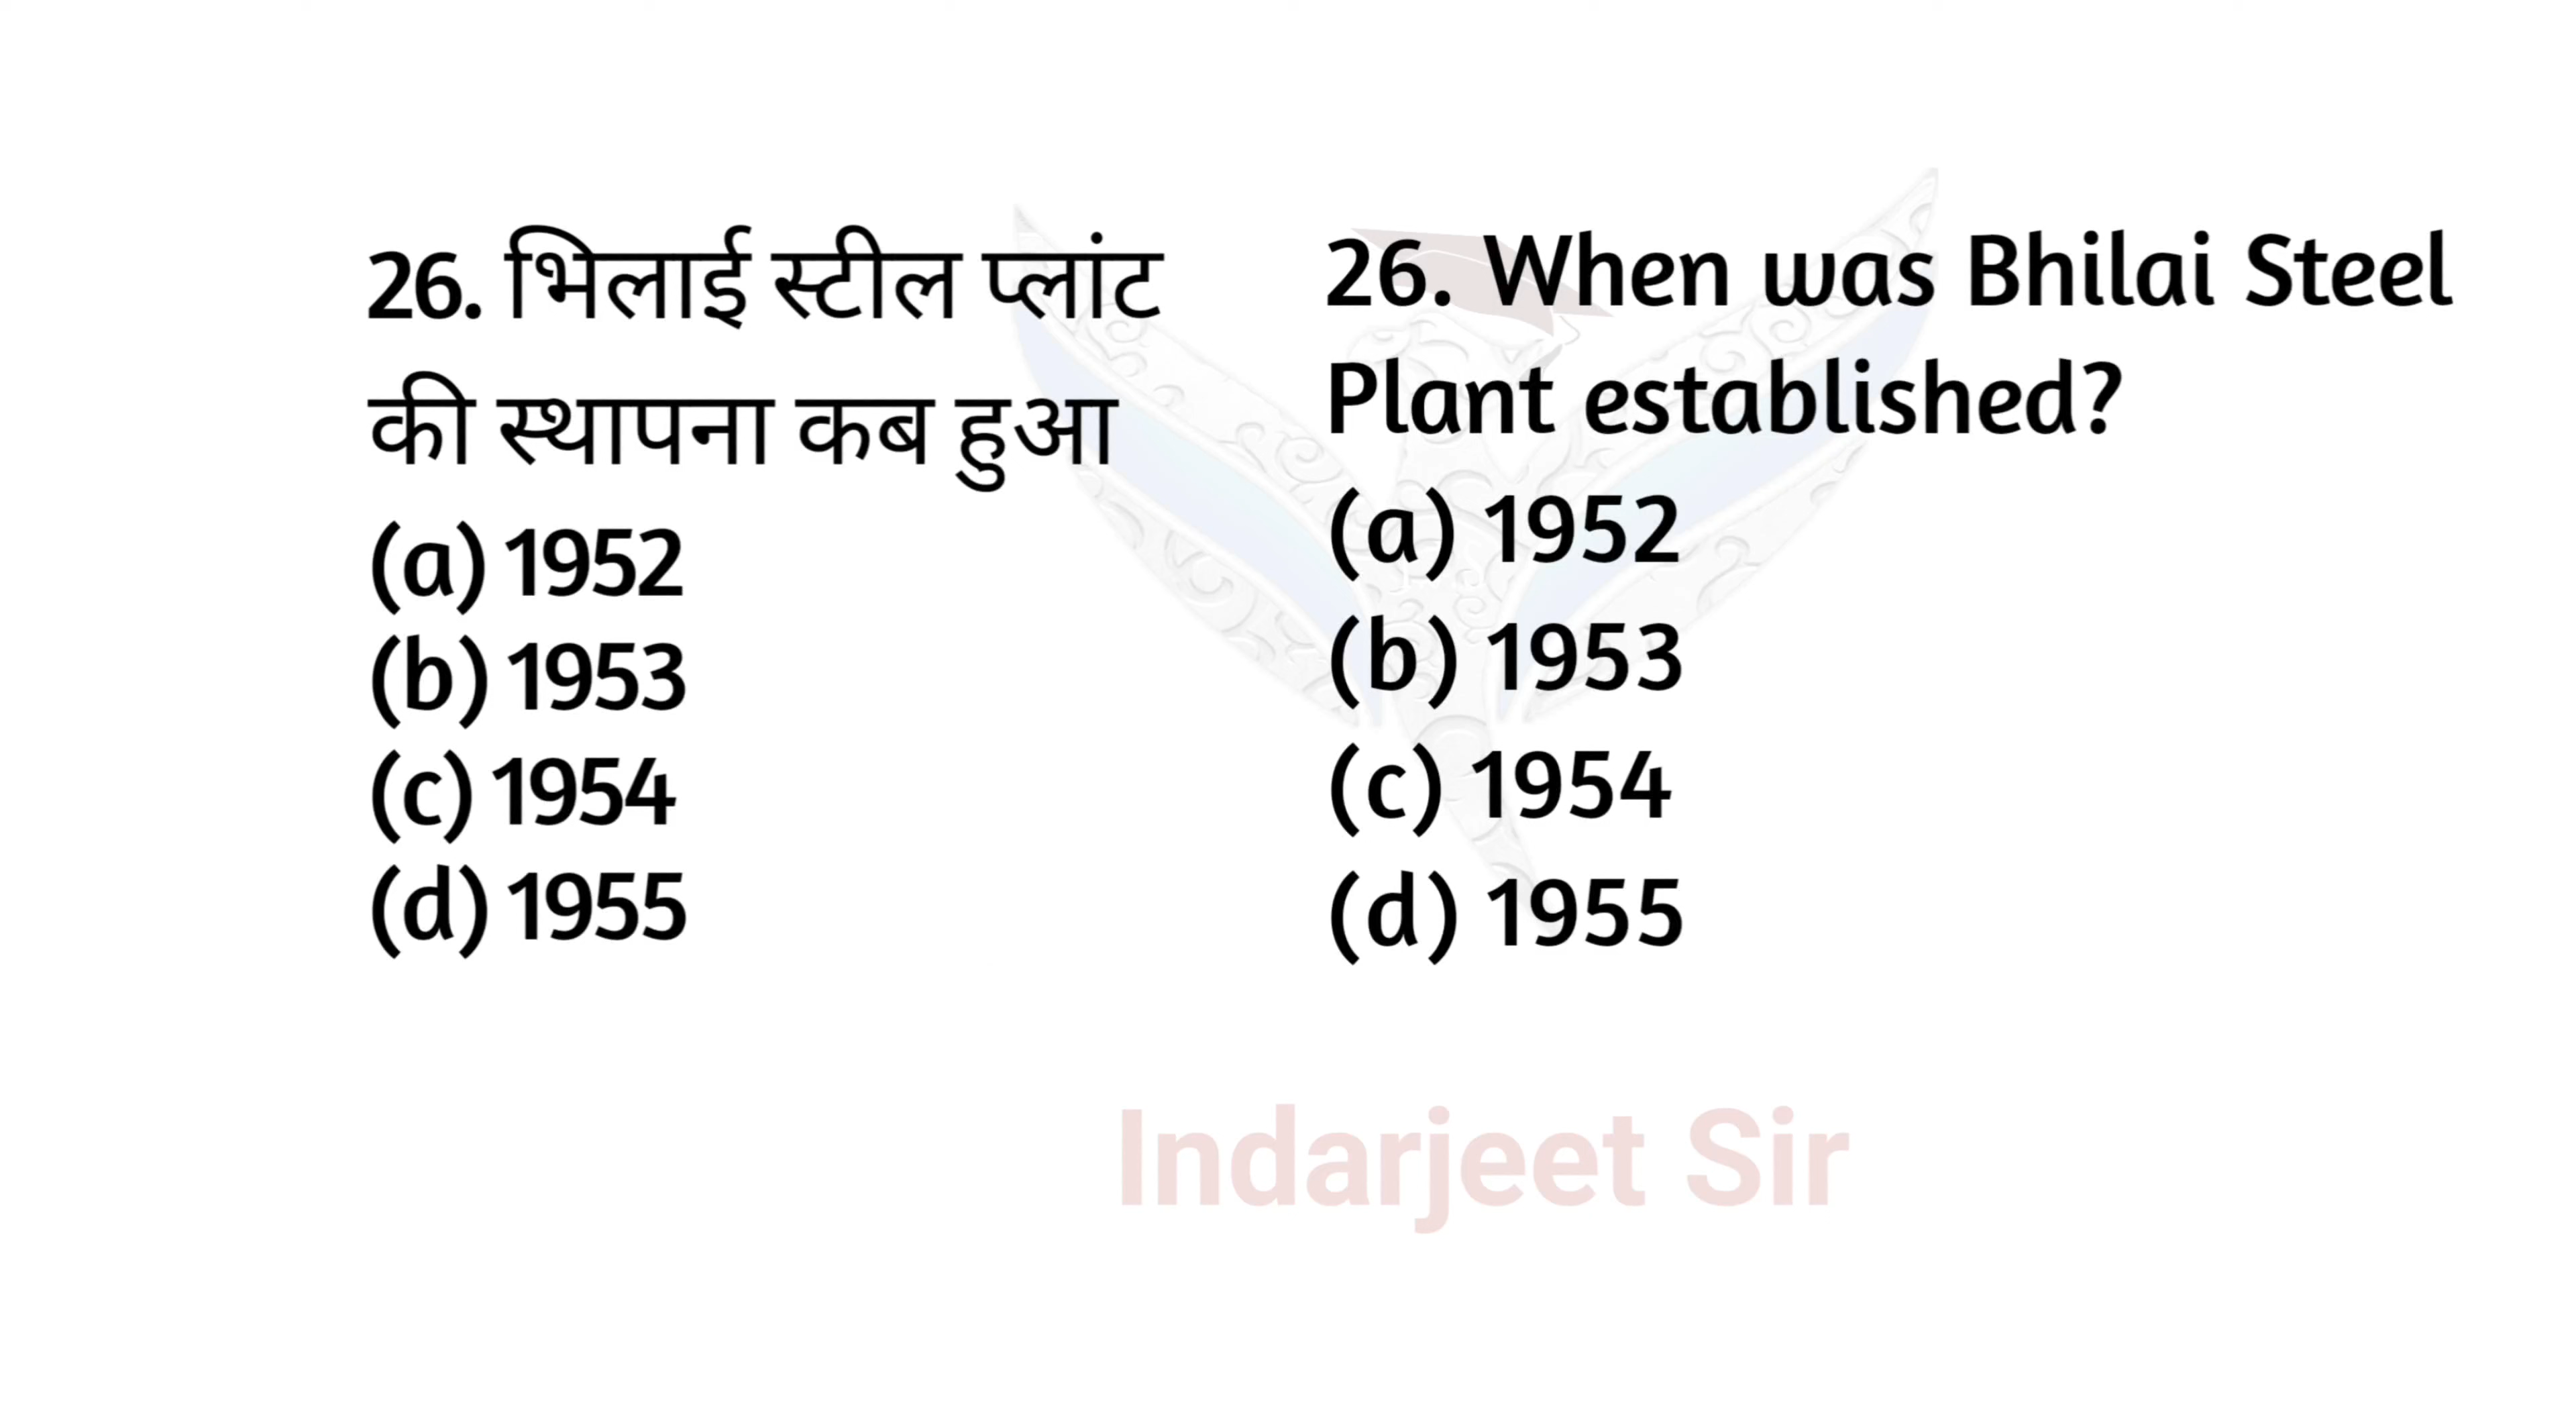 26. भिलाई स्टील प्लांट
की स्थापना कब हुआ
(a) 1952
(b) 1953
(c) 1954
(d) 1955
26. When was Bhilai Steel
Plant established?
(a) 1952
(b) 1953
(c) 1954
(d) 1955
Indarjeet Sir